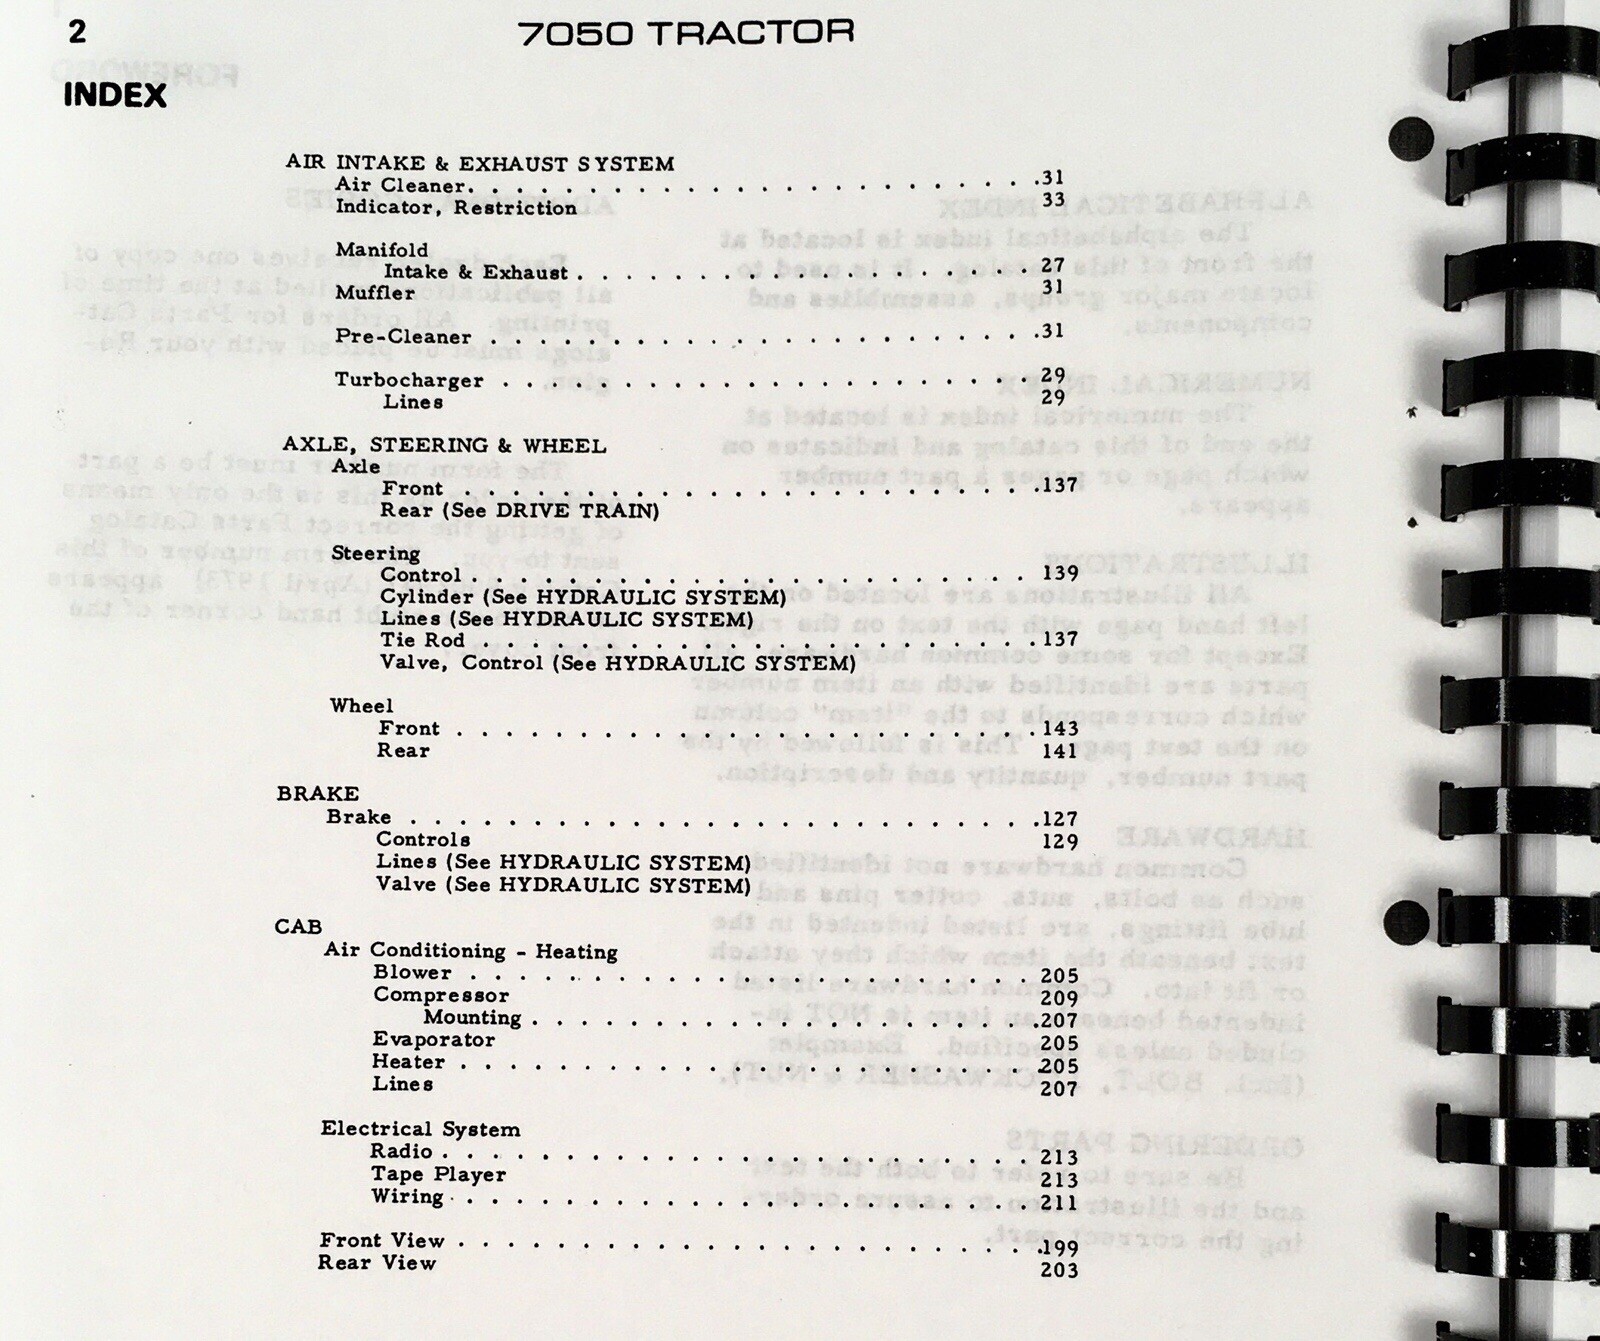 2
7050 TRACTOR
INDEX
AIR INTAKE & EXHAUST SYSTEM
Air Cleaner. . . . . . . . . . . . . . . . . . . . . . . .31
Indicator, Restriction 33
Manifold
Intake & Exhaust . . . . . . . . . . . . . . . . . . . 27
Muffler 31
Pre-Cleaner . . . . . . . . . . . . . . . . . . . . . . .31
Turbocharger . . . . . . . . . . . . . . . . . . . . . . 29
Lines 29
AXLE, STEERING & WHEEL
Axle
Front . . . . . . . . . . . . . . . . . . . . . . . .137
Rear (See DRIVE TRAIN)
Steering
Control . . . . . . . . . . . . . . . . . . . . . . . 139
Cylinder (See HYDRAULIC SYSTEM)
Lines (See HYDRAULIC SYSTEM)
Tie Rod . . . . . . . . . . . . . . . . . . . . . . .137
Valve, Control (See HYDRAULIC SYSTEM)
Wheel
Front . . . . . . . . . . . . . . . . . . . . . . . . 143
Rear 141
BRAKE
Brake . . . . . . . . . . . . . . . . . . . . . . . . . .127
Controls 129
Lines (See HYDRAULIC SYSTEM)
Valve (See HYDRAULIC SYSTEM)
CAB
Air Conditioning - Heating
Blower . . . . . . . . . . . . . . . . . . . . . . . 205
Compressor 209
Mounting . . . . . . . . . . . . . . . . . . . . .207
Evaporator 205
Heater . . . . . . . . . . . . . . . . . . . . . . . 205
Lines 207
Electrical System
Radio . . . . . . . . . . . . . . . . . . . . . . . . 213
Tape Player 213
Wiring . . . . . . . . . . . . . . . . . . . . . . . . 211
Front View . . . . . . . . . . . . . . . . . . . . . . . .199
Rear View 203